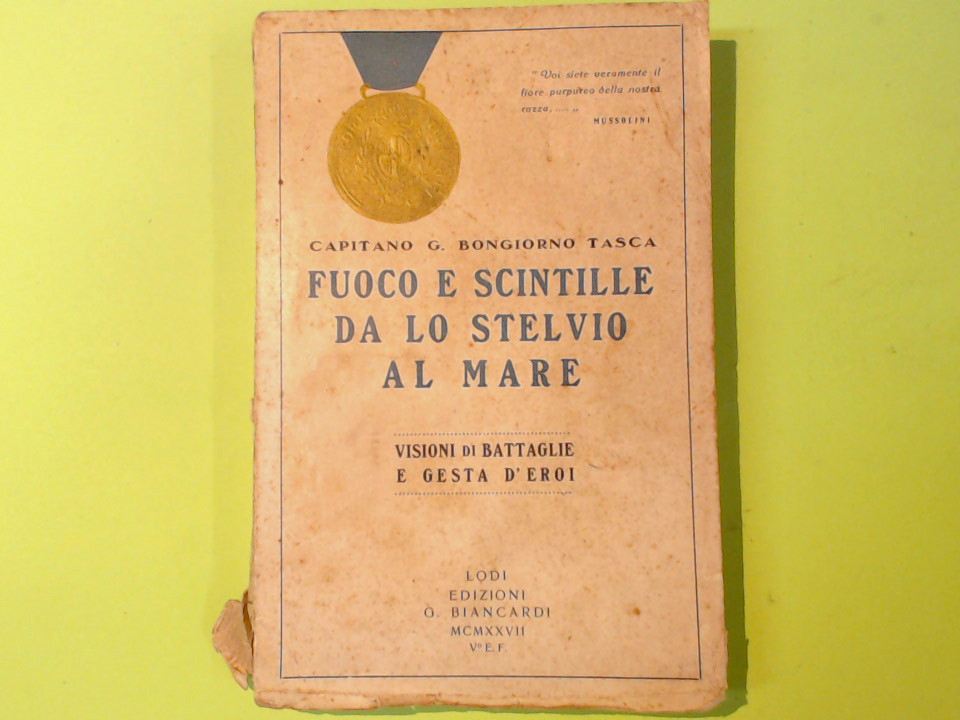 "Voi siete veramente il
fiore purpureo della nostra
razza, .... „
MUSSOLINI
CAPITANO G. BONGIORNO TASCA
FUOCO E SCINTILLE
DA LO STELVIO
AL MARE
VISIONI DI BATTAGLIE
E GESTA D'EROI
LODI
EDIZIONI
G. BIANCARDI
MCMXXVII
Vº E. F.